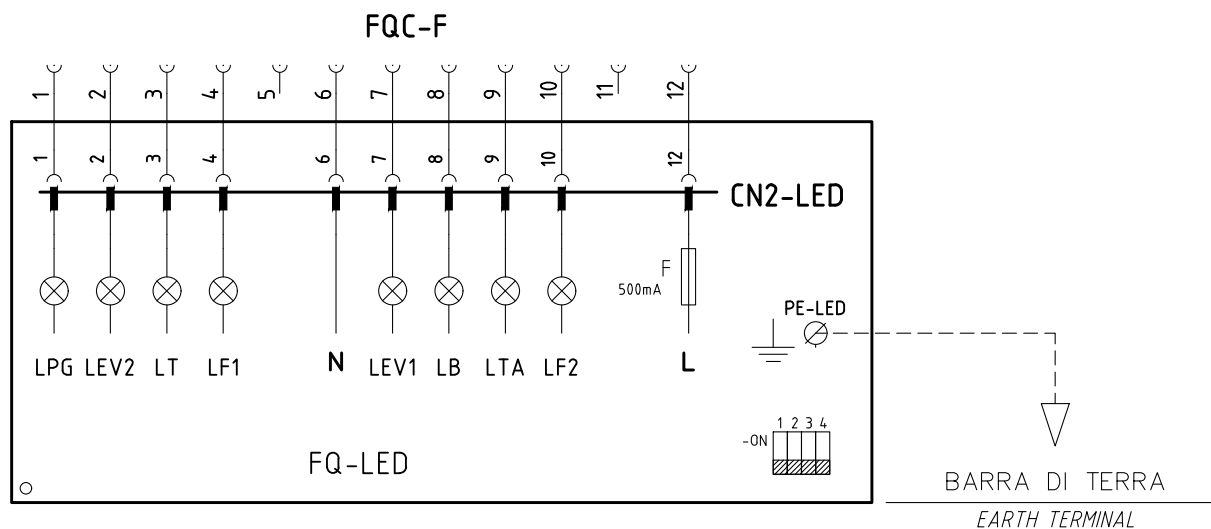 FQC-F
1 2 3 4 5 6 7 8 9 10 11 12
1 2 3 4 6 7 8 9 10 12
CN2-LED
F
500mA
PE-LED
LPG LEV2 LT LF1 N LEV1 LB LTA LF2 L
1 2 3 4
-ON
FQ-LED
BARRA DI TERRA
EARTH TERMINAL